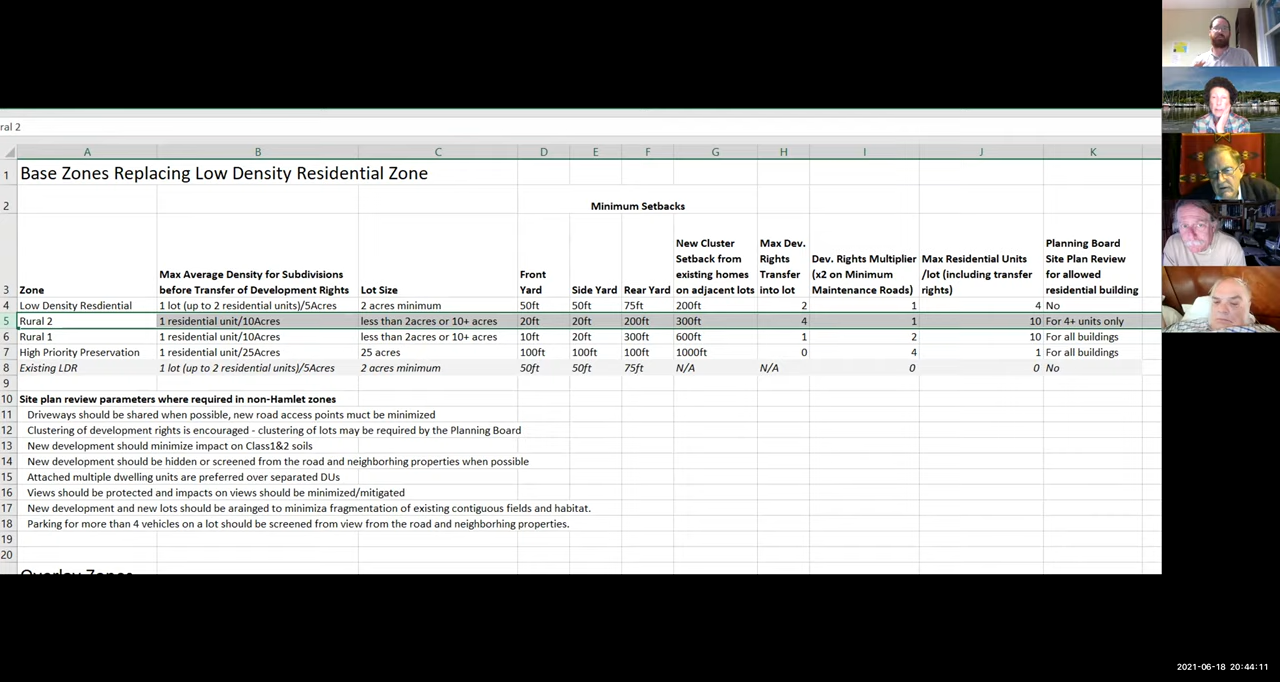 ral 2
A B C D E F G H I J K
1 Base Zones Replacing Low Density Residential Zone
2 Minimum Setbacks
3 Zone Max Average Density for Subdivisions before Transfer of Development Rights Lot Size Front Yard Side Yard Rear Yard New Cluster Setback from existing homes on adjacent lots Max Dev. Rights Transfer into lot Dev. Rights Multiplier (x2 on Minimum Maintenance Roads) Max Residential Units /lot (including transfer rights) Planning Board Site Plan Review for allowed residential building
4 Low Density Resdiential 1 lot (up to 2 residential units)/5Acres 2 acres minimum 50ft 50ft 75ft 200ft 2 1 4 No
5 Rural 2 1 residential unit/10Acres less than 2acres or 10+ acres 20ft 20ft 200ft 300ft 4 1 10 For 4+ units only
6 Rural 1 1 residential unit/10Acres less than 2acres or 10+ acres 10ft 20ft 300ft 600ft 1 2 10 For all buildings
7 High Priority Preservation 1 residential unit/25Acres 25 acres 100ft 100ft 100ft 1000ft 0 4 1 For all buildings
8 Existing LDR 1 lot (up to 2 residential units)/5Acres 2 acres minimum 50ft 50ft 75ft N/A N/A 0 0 No
9
10 Site plan review parameters where required in non-Hamlet zones
11 Driveways should be shared when possible, new road access points muct be minimized
12 Clustering of development rights is encouraged - clustering of lots may be required by the Planning Board
13 New development should minimize impact on Class1&2 soils
14 New development should be hidden or screened from the road and neighborhing properties when possible
15 Attached multiple dwelling units are preferred over separated DUs
16 Views should be protected and impacts on views should be minimized/mitigated
17 New development and new lots should be arainged to minimiza fragmentation of existing contiguous fields and habitat.
18 Parking for more than 4 vehicles on a lot should be screened from view from the road and neighborhing properties.
19
20
Overlay Zones
2021-06-18 20:44:11